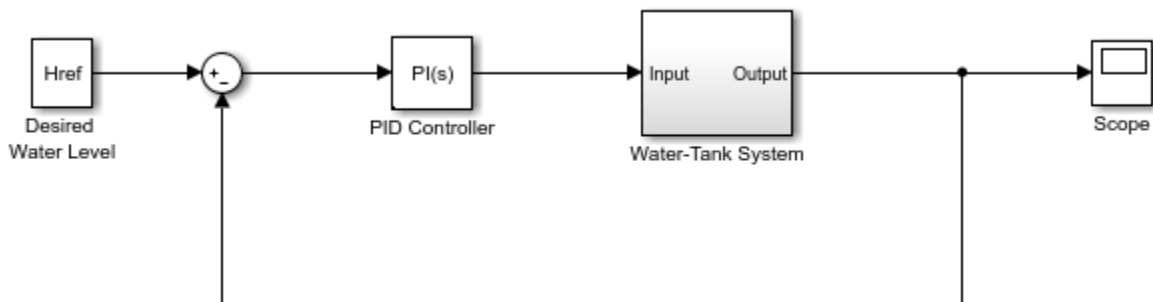 Href
Desired
Water Level
+
−
PI(s)
PID Controller
Input
Output
Water-Tank System
Scope